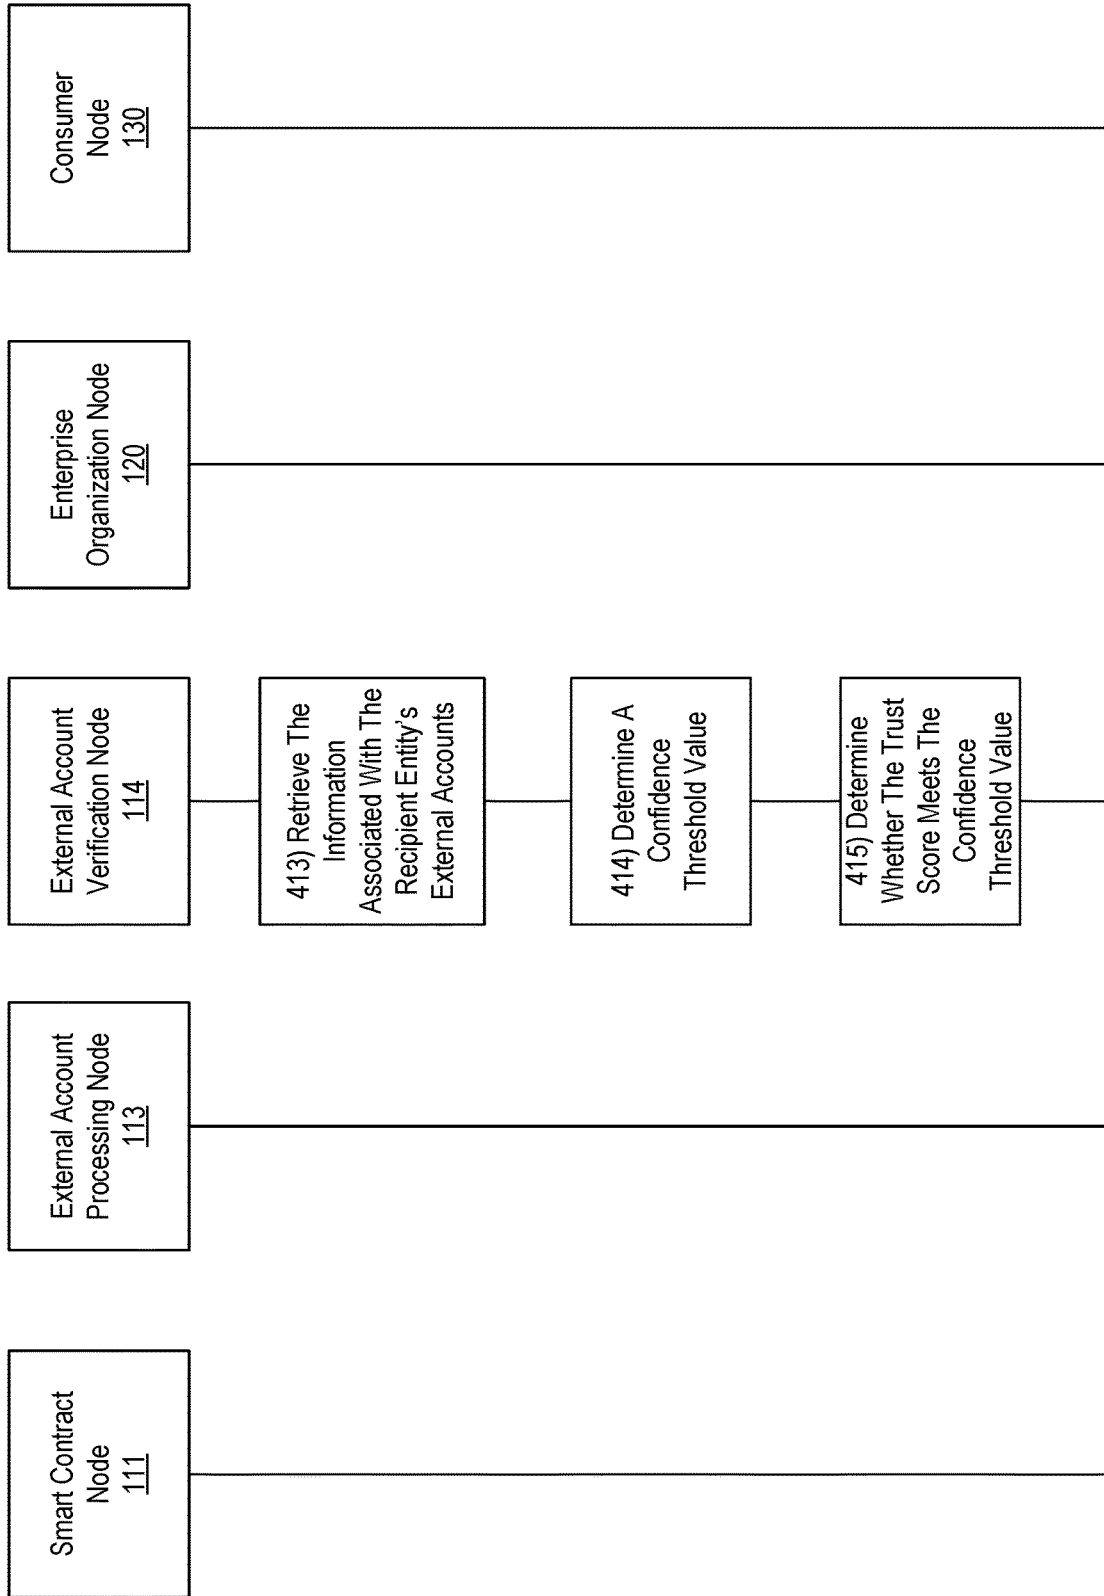 Smart Contract
Node
111
External Account
Processing Node
113
External Account
Verification Node
114
Enterprise
Organization Node
120
Consumer
Node
130
413) Retrieve The
Information
Associated With The
Recipient Entity's
External Accounts
414) Determine A
Confidence
Threshold Value
415) Determine
Whether The Trust
Score Meets The
Confidence
Threshold Value